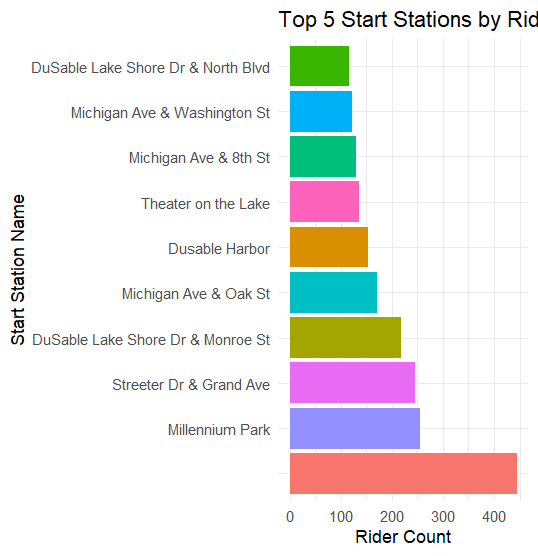 Top 5 Start Stations by Rid
DuSable Lake Shore Dr & North Blvd
Michigan Ave & Washington St
Michigan Ave & 8th St
Theater on the Lake
Dusable Harbor
Michigan Ave & Oak St
DuSable Lake Shore Dr & Monroe St
Streeter Dr & Grand Ave
Millennium Park
Start Station Name
0 100 200 300 400
Rider Count